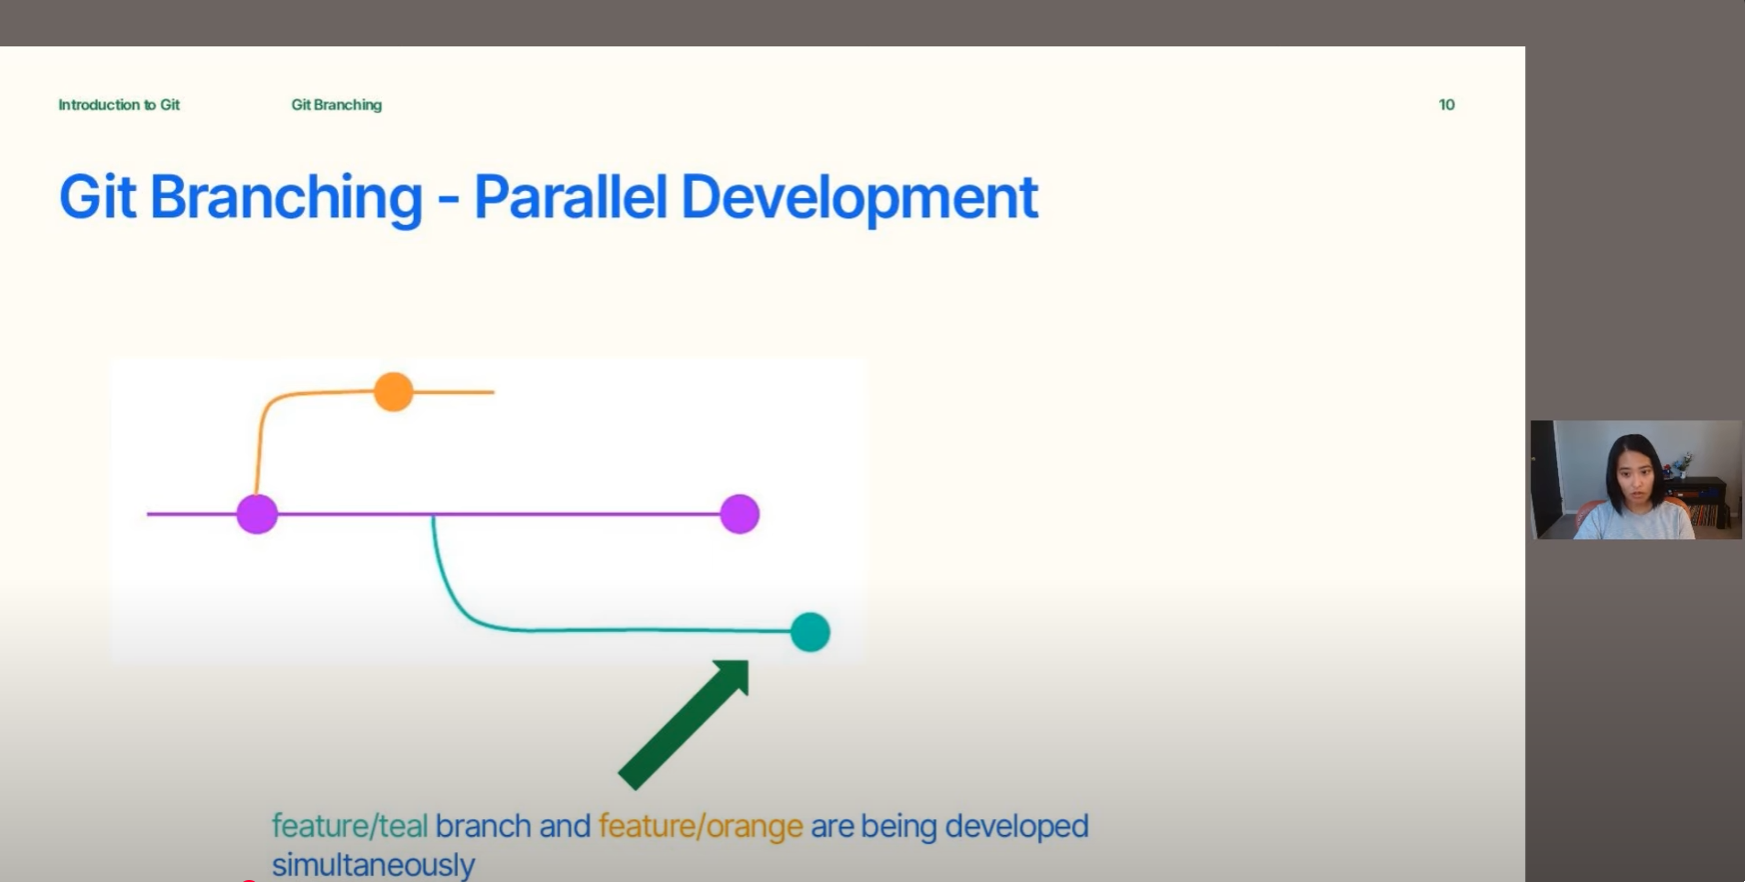 Introduction to Git
Git Branching
10
Git Branching - Parallel Development
feature/teal branch and feature/orange are being developed
simultaneously